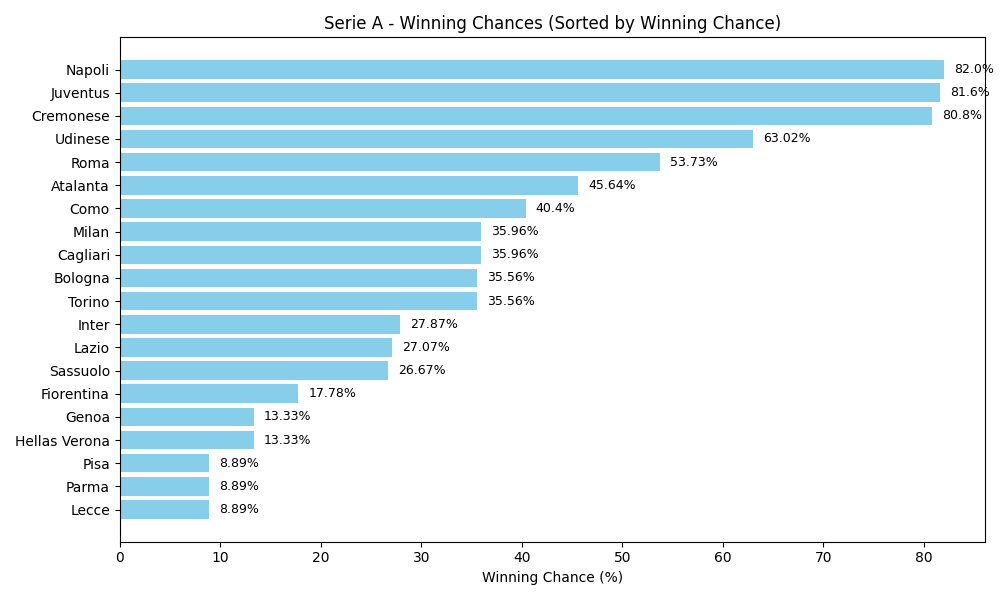 Serie A - Winning Chances (Sorted by Winning Chance)
Napoli 82.0%
Juventus 81.6%
Cremonese 80.8%
Udinese 63.02%
Roma 53.73%
Atalanta 45.64%
Como 40.4%
Milan 35.96%
Cagliari 35.96%
Bologna 35.56%
Torino 35.56%
Inter 27.87%
Lazio 27.07%
Sassuolo 26.67%
Fiorentina 17.78%
Genoa 13.33%
Hellas Verona 13.33%
Pisa 8.89%
Parma 8.89%
Lecce 8.89%
0 10 20 30 40 50 60 70 80
Winning Chance (%)